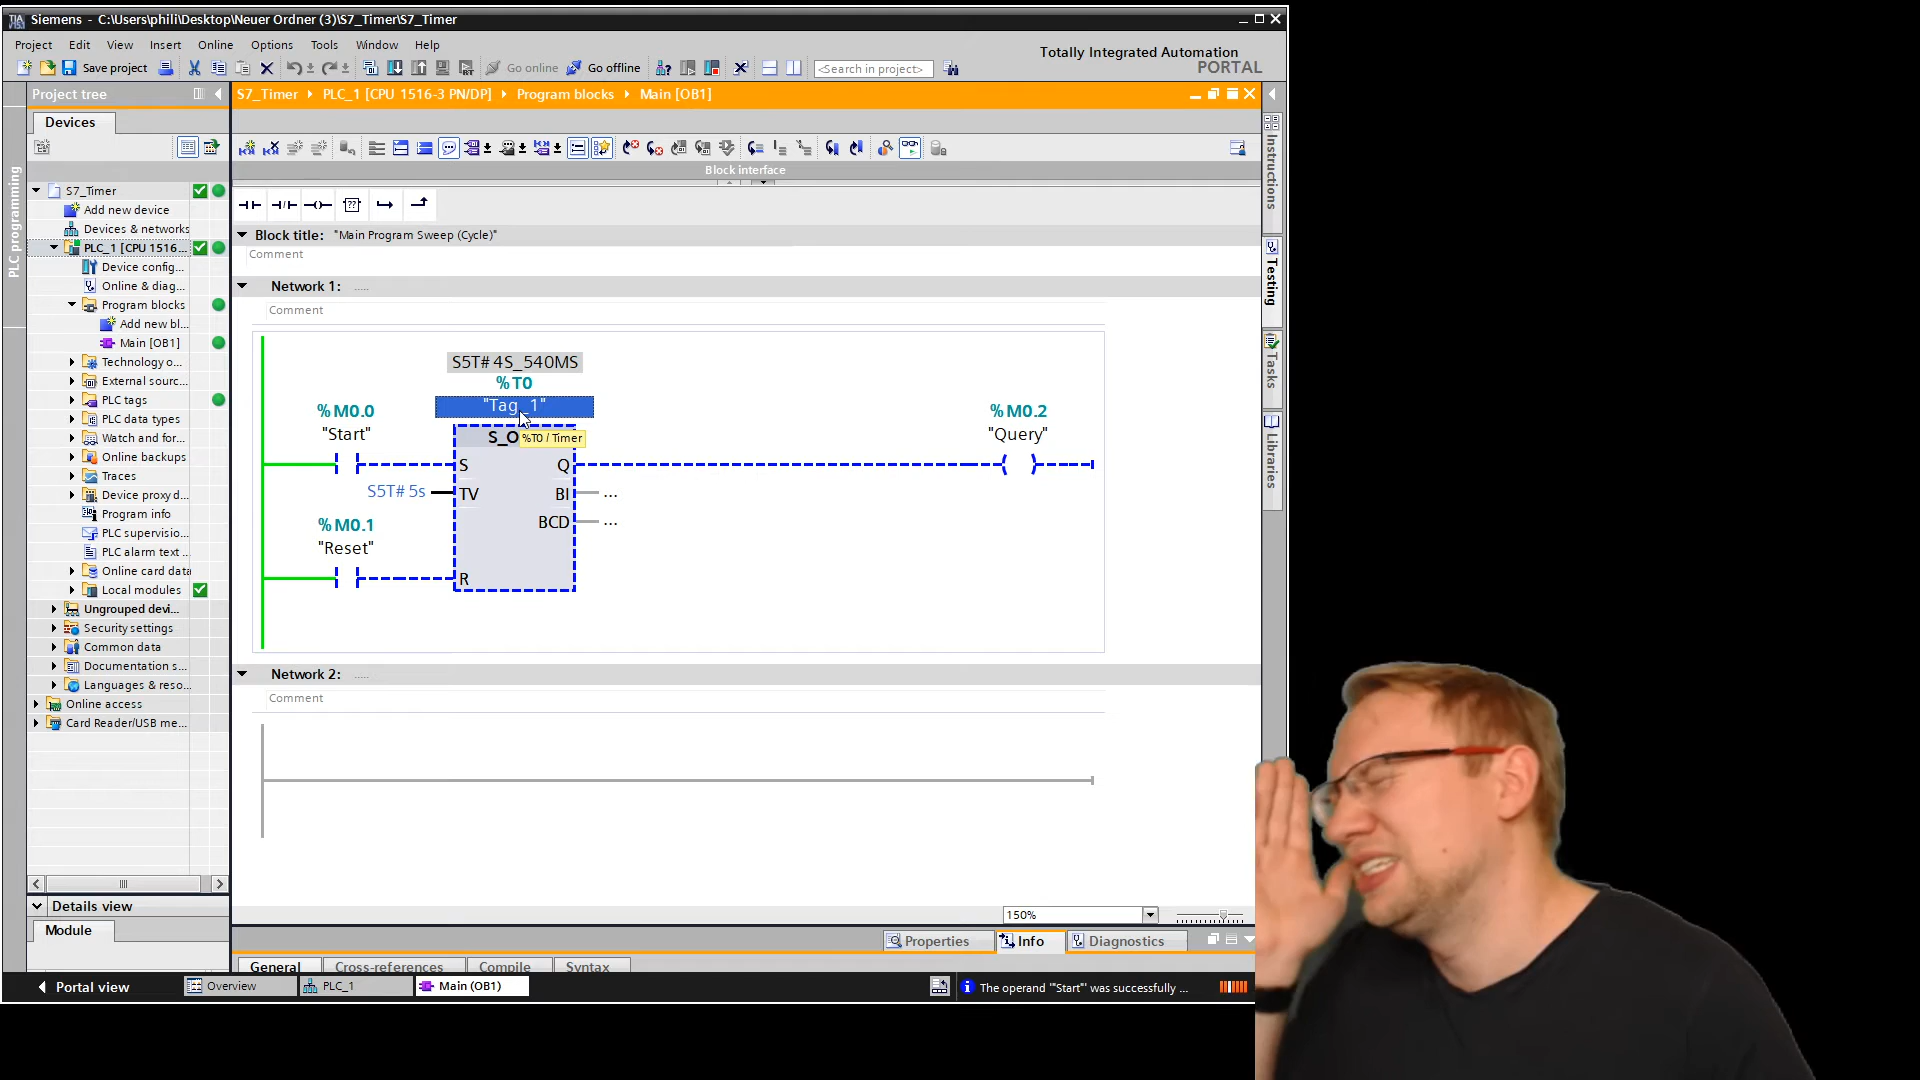 Siemens - C:\Users\phili\Desktop\Neuer Ordner (3)\S7_Timer\S7_Timer
Project Edit View Insert Online Options Tools Window Help
Totally Integrated Automation
PORTAL
Save project
Go online
Go offline
<Search in project>
Project tree
S7_Timer PLC_1 [CPU 1516-3 PN/DP] Program blocks Main [OB1]
Devices
Block interface
PLC programming
Instructions
Testing
Tasks
Libraries
S7_Timer
Add new device
Devices & networks
PLC_1 [CPU 1516...
Device config...
Online & diag...
Program blocks
Add new bl...
Main [OB1]
Technology o...
External sourc...
PLC tags
PLC data types
Watch and for...
Online backups
Traces
Device proxy d...
Program info
PLC supervisio...
PLC alarm text ...
Online card data
Local modules
Ungrouped devi...
Security settings
Common data
Documentation s...
Languages & reso...
Online access
Card Reader/USB me...
Details view
Module
??
Block title: "Main Program Sweep (Cycle)"
Comment
Network 1: .....
Comment
S5T# 4S_540MS
%T0
"Tag_1"
%M0.0
"Start"
S_O
%T0 / Timer
%M0.2
"Query"
S Q
S5T# 5s TV BI ...
BCD ...
%M0.1
"Reset"
R
Network 2: .....
Comment
150%
Properties Info Diagnostics
General Cross-references Compile Syntax
Portal view Overview PLC_1 Main (OB1)
The operand '"Start"' was successfully ...